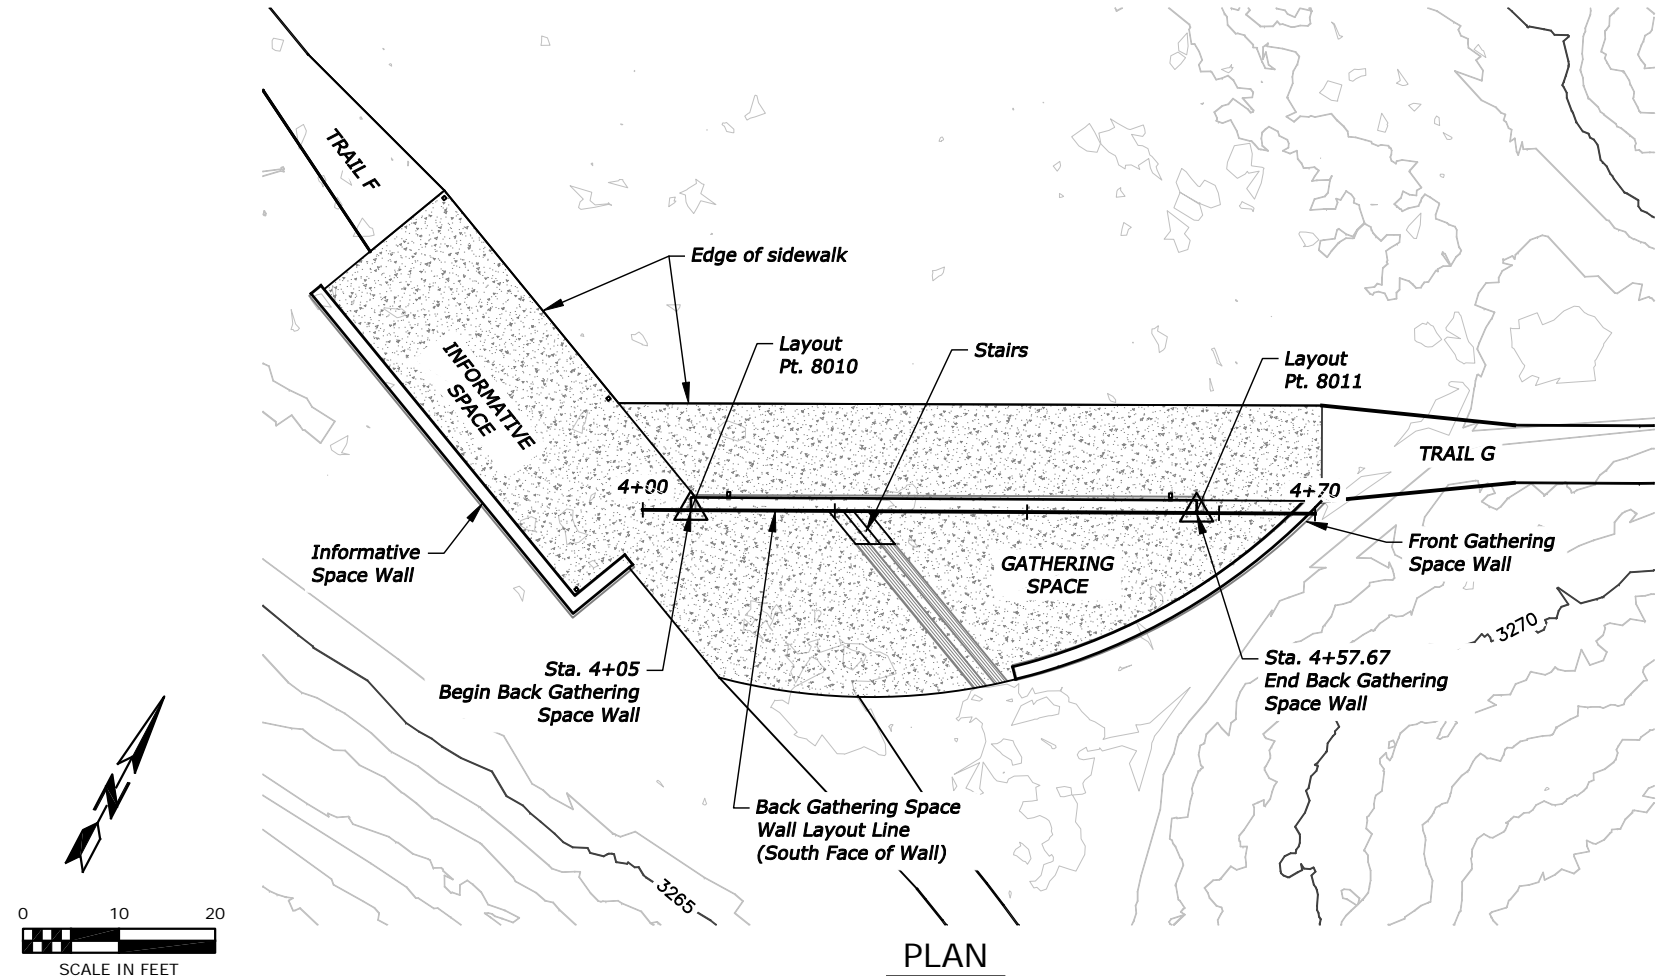 TRAIL F
Edge of sidewalk
Layout
Pt. 8010
Stairs
Layout
Pt. 8011
INFORMATIVE
SPACE
TRAIL G
4+00
4+70
Informative
Space Wall
GATHERING
SPACE
Front Gathering
Space Wall
3270
Sta. 4+05
Begin Back Gathering
Space Wall
Sta. 4+57.67
End Back Gathering
Space Wall
Back Gathering Space
Wall Layout Line
(South Face of Wall)
N
3265
0 10 20
SCALE IN FEET
PLAN